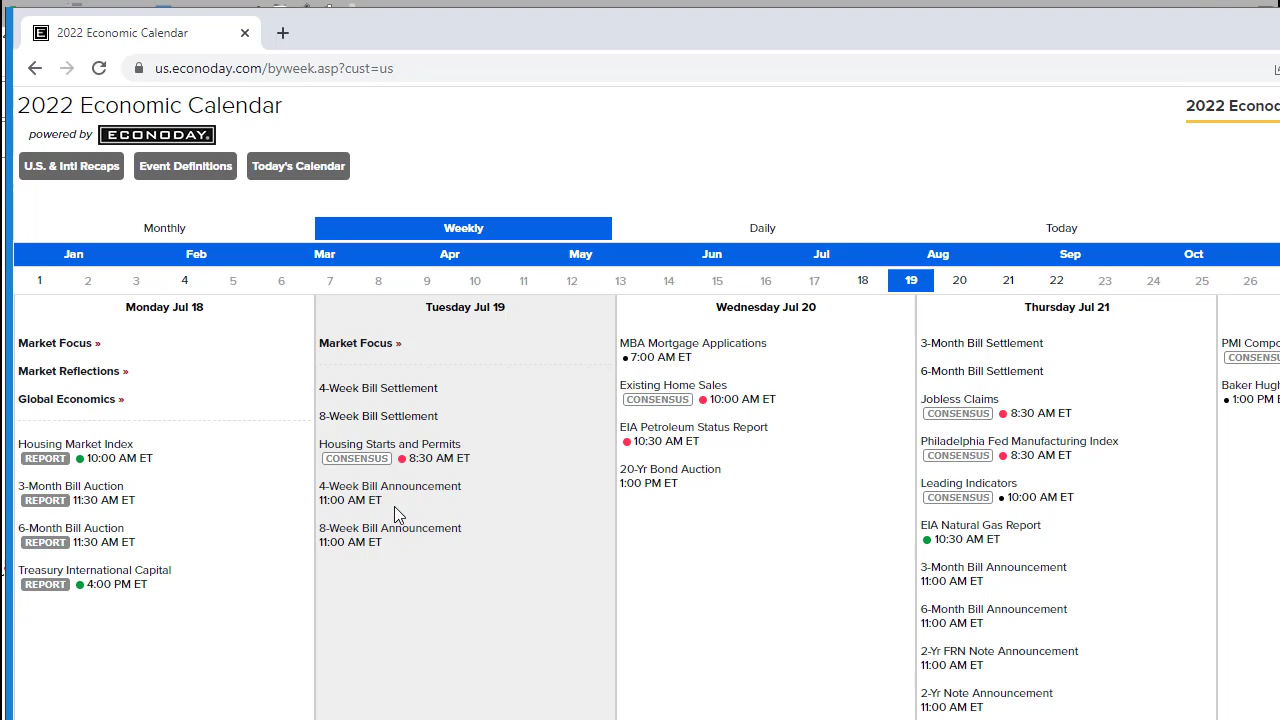 2022 Economic Calendar
us.econoday.com/byweek.asp?cust=us
2022 Economic Calendar
2022 Econod
powered by ECONODAY
U.S. & Intl Recaps Event Definitions Today's Calendar
Monthly Weekly Daily Today
Jan Feb Mar Apr May Jun Jul Aug Sep Oct
1 2 3 4 5 6 7 8 9 10 11 12 13 14 15 16 17 18 19 20 21 22 23 24 25 26
Monday Jul 18
Market Focus »
Market Reflections »
Global Economics »
Housing Market Index
REPORT 10:00 AM ET
3-Month Bill Auction
REPORT 11:30 AM ET
6-Month Bill Auction
REPORT 11:30 AM ET
Treasury International Capital
REPORT 4:00 PM ET
Tuesday Jul 19
Market Focus »
4-Week Bill Settlement
8-Week Bill Settlement
Housing Starts and Permits
CONSENSUS 8:30 AM ET
4-Week Bill Announcement
11:00 AM ET
8-Week Bill Announcement
11:00 AM ET
Wednesday Jul 20
MBA Mortgage Applications
7:00 AM ET
Existing Home Sales
CONSENSUS 10:00 AM ET
EIA Petroleum Status Report
10:30 AM ET
20-Yr Bond Auction
1:00 PM ET
Thursday Jul 21
3-Month Bill Settlement
6-Month Bill Settlement
Jobless Claims
CONSENSUS 8:30 AM ET
Philadelphia Fed Manufacturing Index
CONSENSUS 8:30 AM ET
Leading Indicators
CONSENSUS 10:00 AM ET
EIA Natural Gas Report
10:30 AM ET
3-Month Bill Announcement
11:00 AM ET
6-Month Bill Announcement
11:00 AM ET
2-Yr FRN Note Announcement
11:00 AM ET
2-Yr Note Announcement
11:00 AM ET
PMI Compo
CONSENSU
Baker Hugh
1:00 PM E